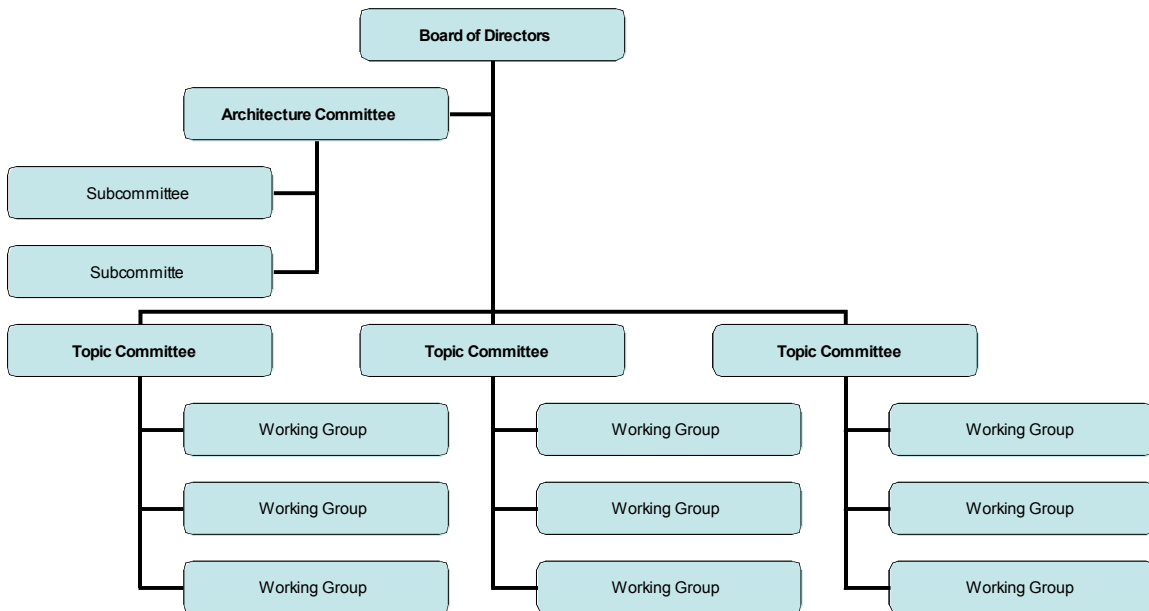 Board of Directors
Architecture Committee
Subcommittee
Subcommitte
Topic Committee
Topic Committee
Topic Committee
Working Group
Working Group
Working Group
Working Group
Working Group
Working Group
Working Group
Working Group
Working Group